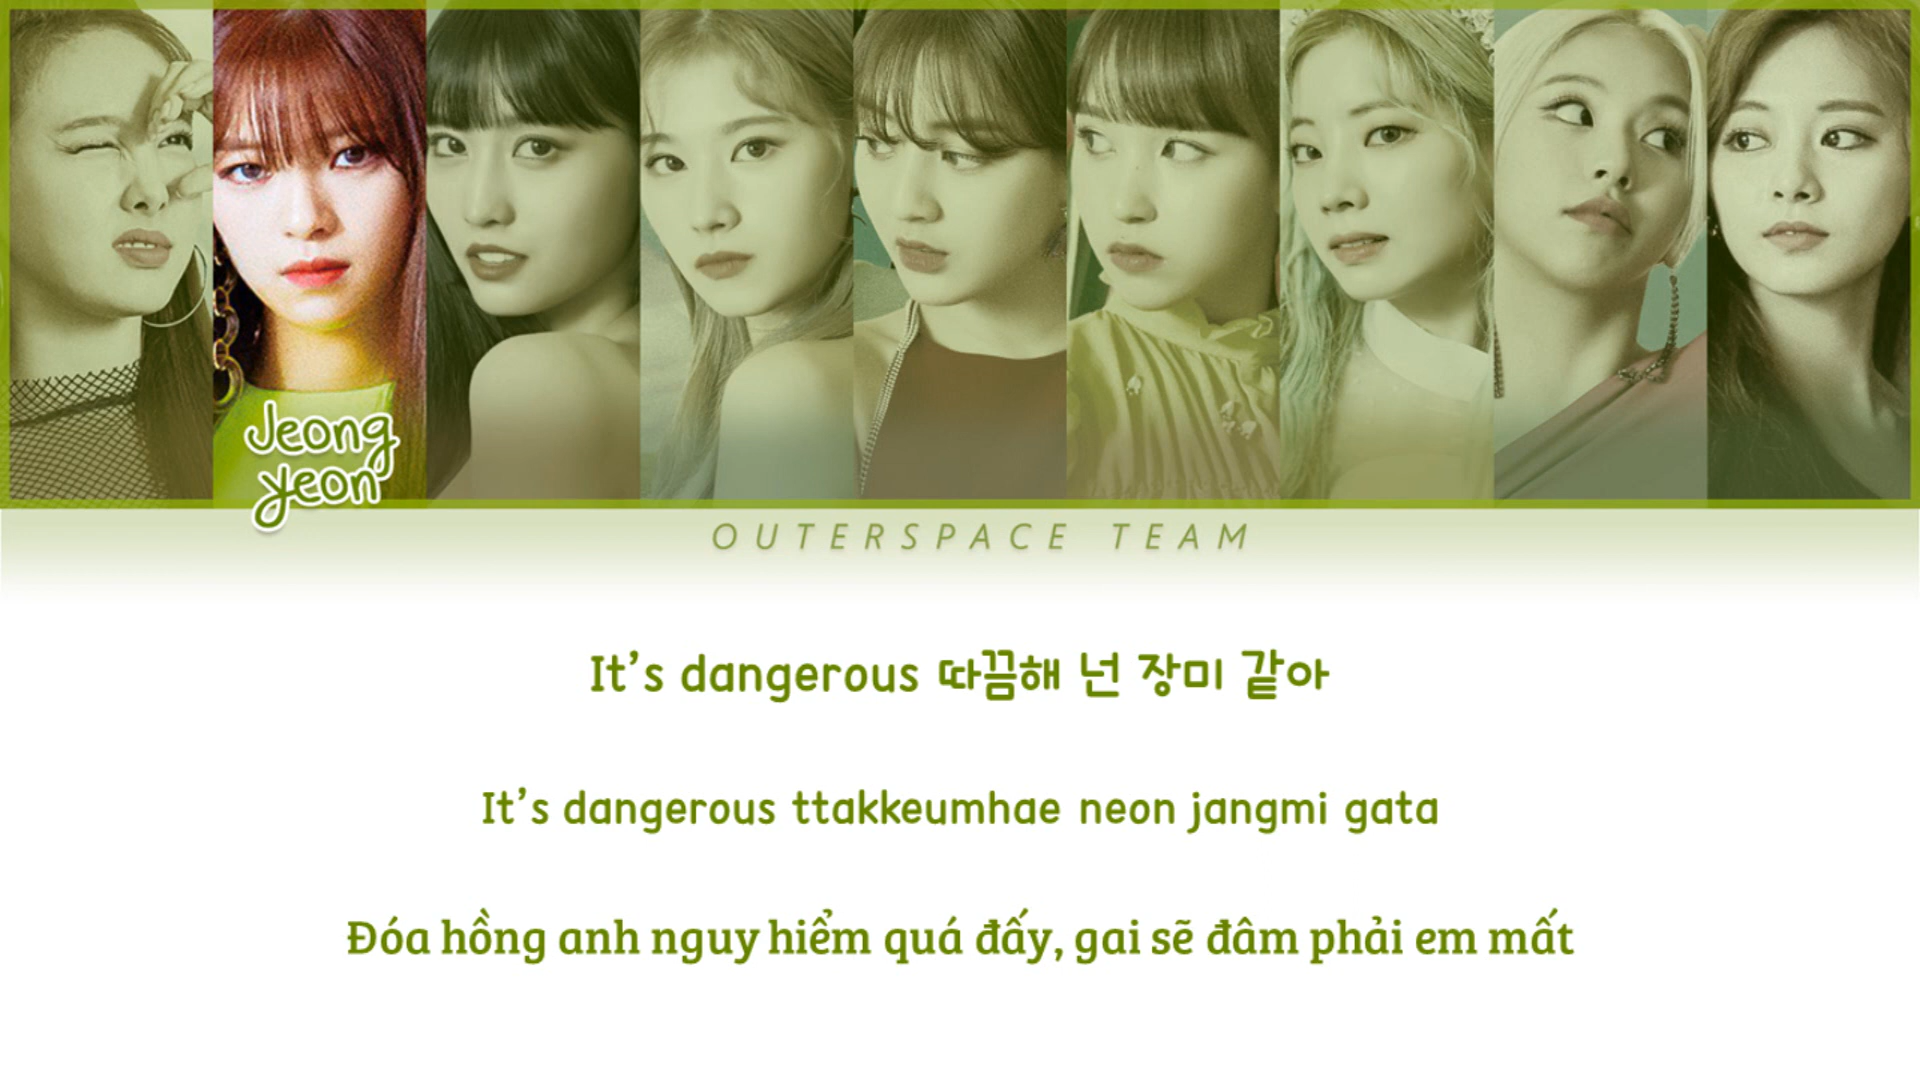 Jeong
yeon
OUTERSPACE TEAM
It's dangerous 따끔해 넌 장미 같아
It's dangerous ttakkeumhae neon jangmi gata
Đóa hồng anh nguy hiểm quá đấy, gai sẽ đâm phải em mất